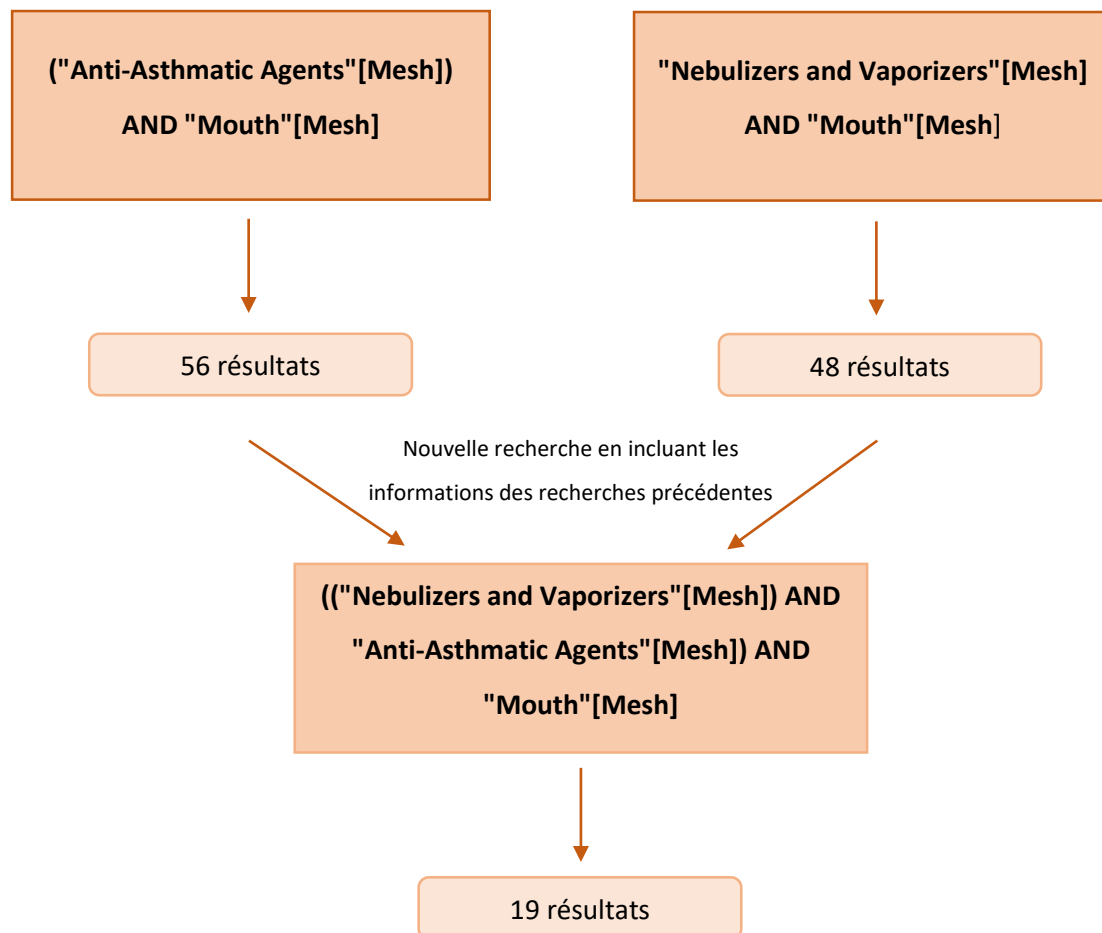 ("Anti-Asthmatic Agents"[Mesh])
AND "Mouth"[Mesh]
"Nebulizers and Vaporizers"[Mesh]
AND "Mouth"[Mesh]
56 résultats
48 résultats
Nouvelle recherche en incluant les
informations des recherches précédentes
(("Nebulizers and Vaporizers"[Mesh]) AND
"Anti-Asthmatic Agents"[Mesh]) AND
"Mouth"[Mesh]
19 résultats